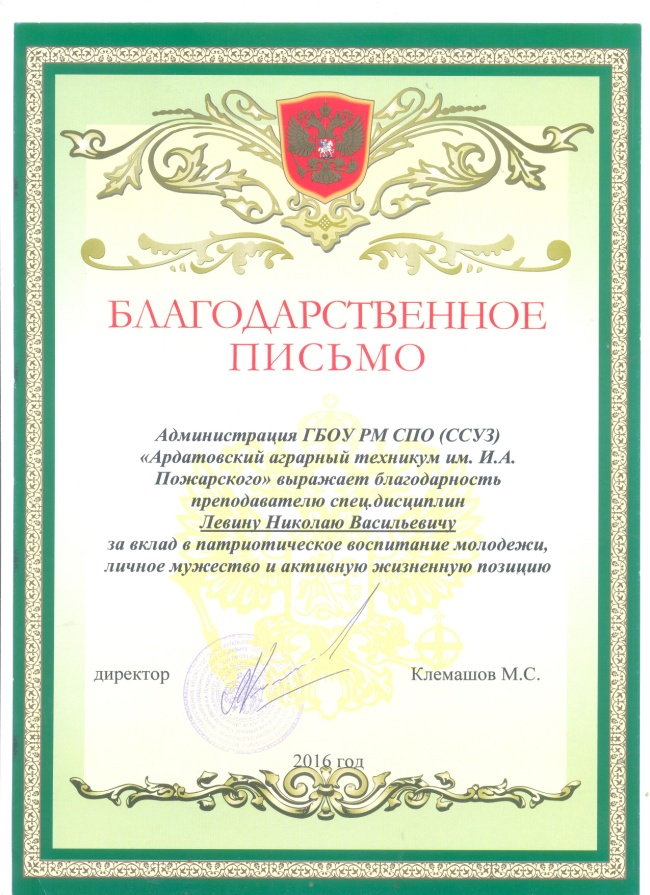 БЛАГОДАРСТВЕННОЕ
ПИСЬМО
Администрация ГБОУ РМ СПО (ССУЗ)
«Ардатовский аграрный техникум им. И.А.
Пожарского» выражает благодарность
преподавателю спец.дисциплин
Левину Николаю Васильевичу
за вклад в патриотическое воспитание молодежи,
личное мужество и активную жизненную позицию
директор Клемашов М.С.
2016 год